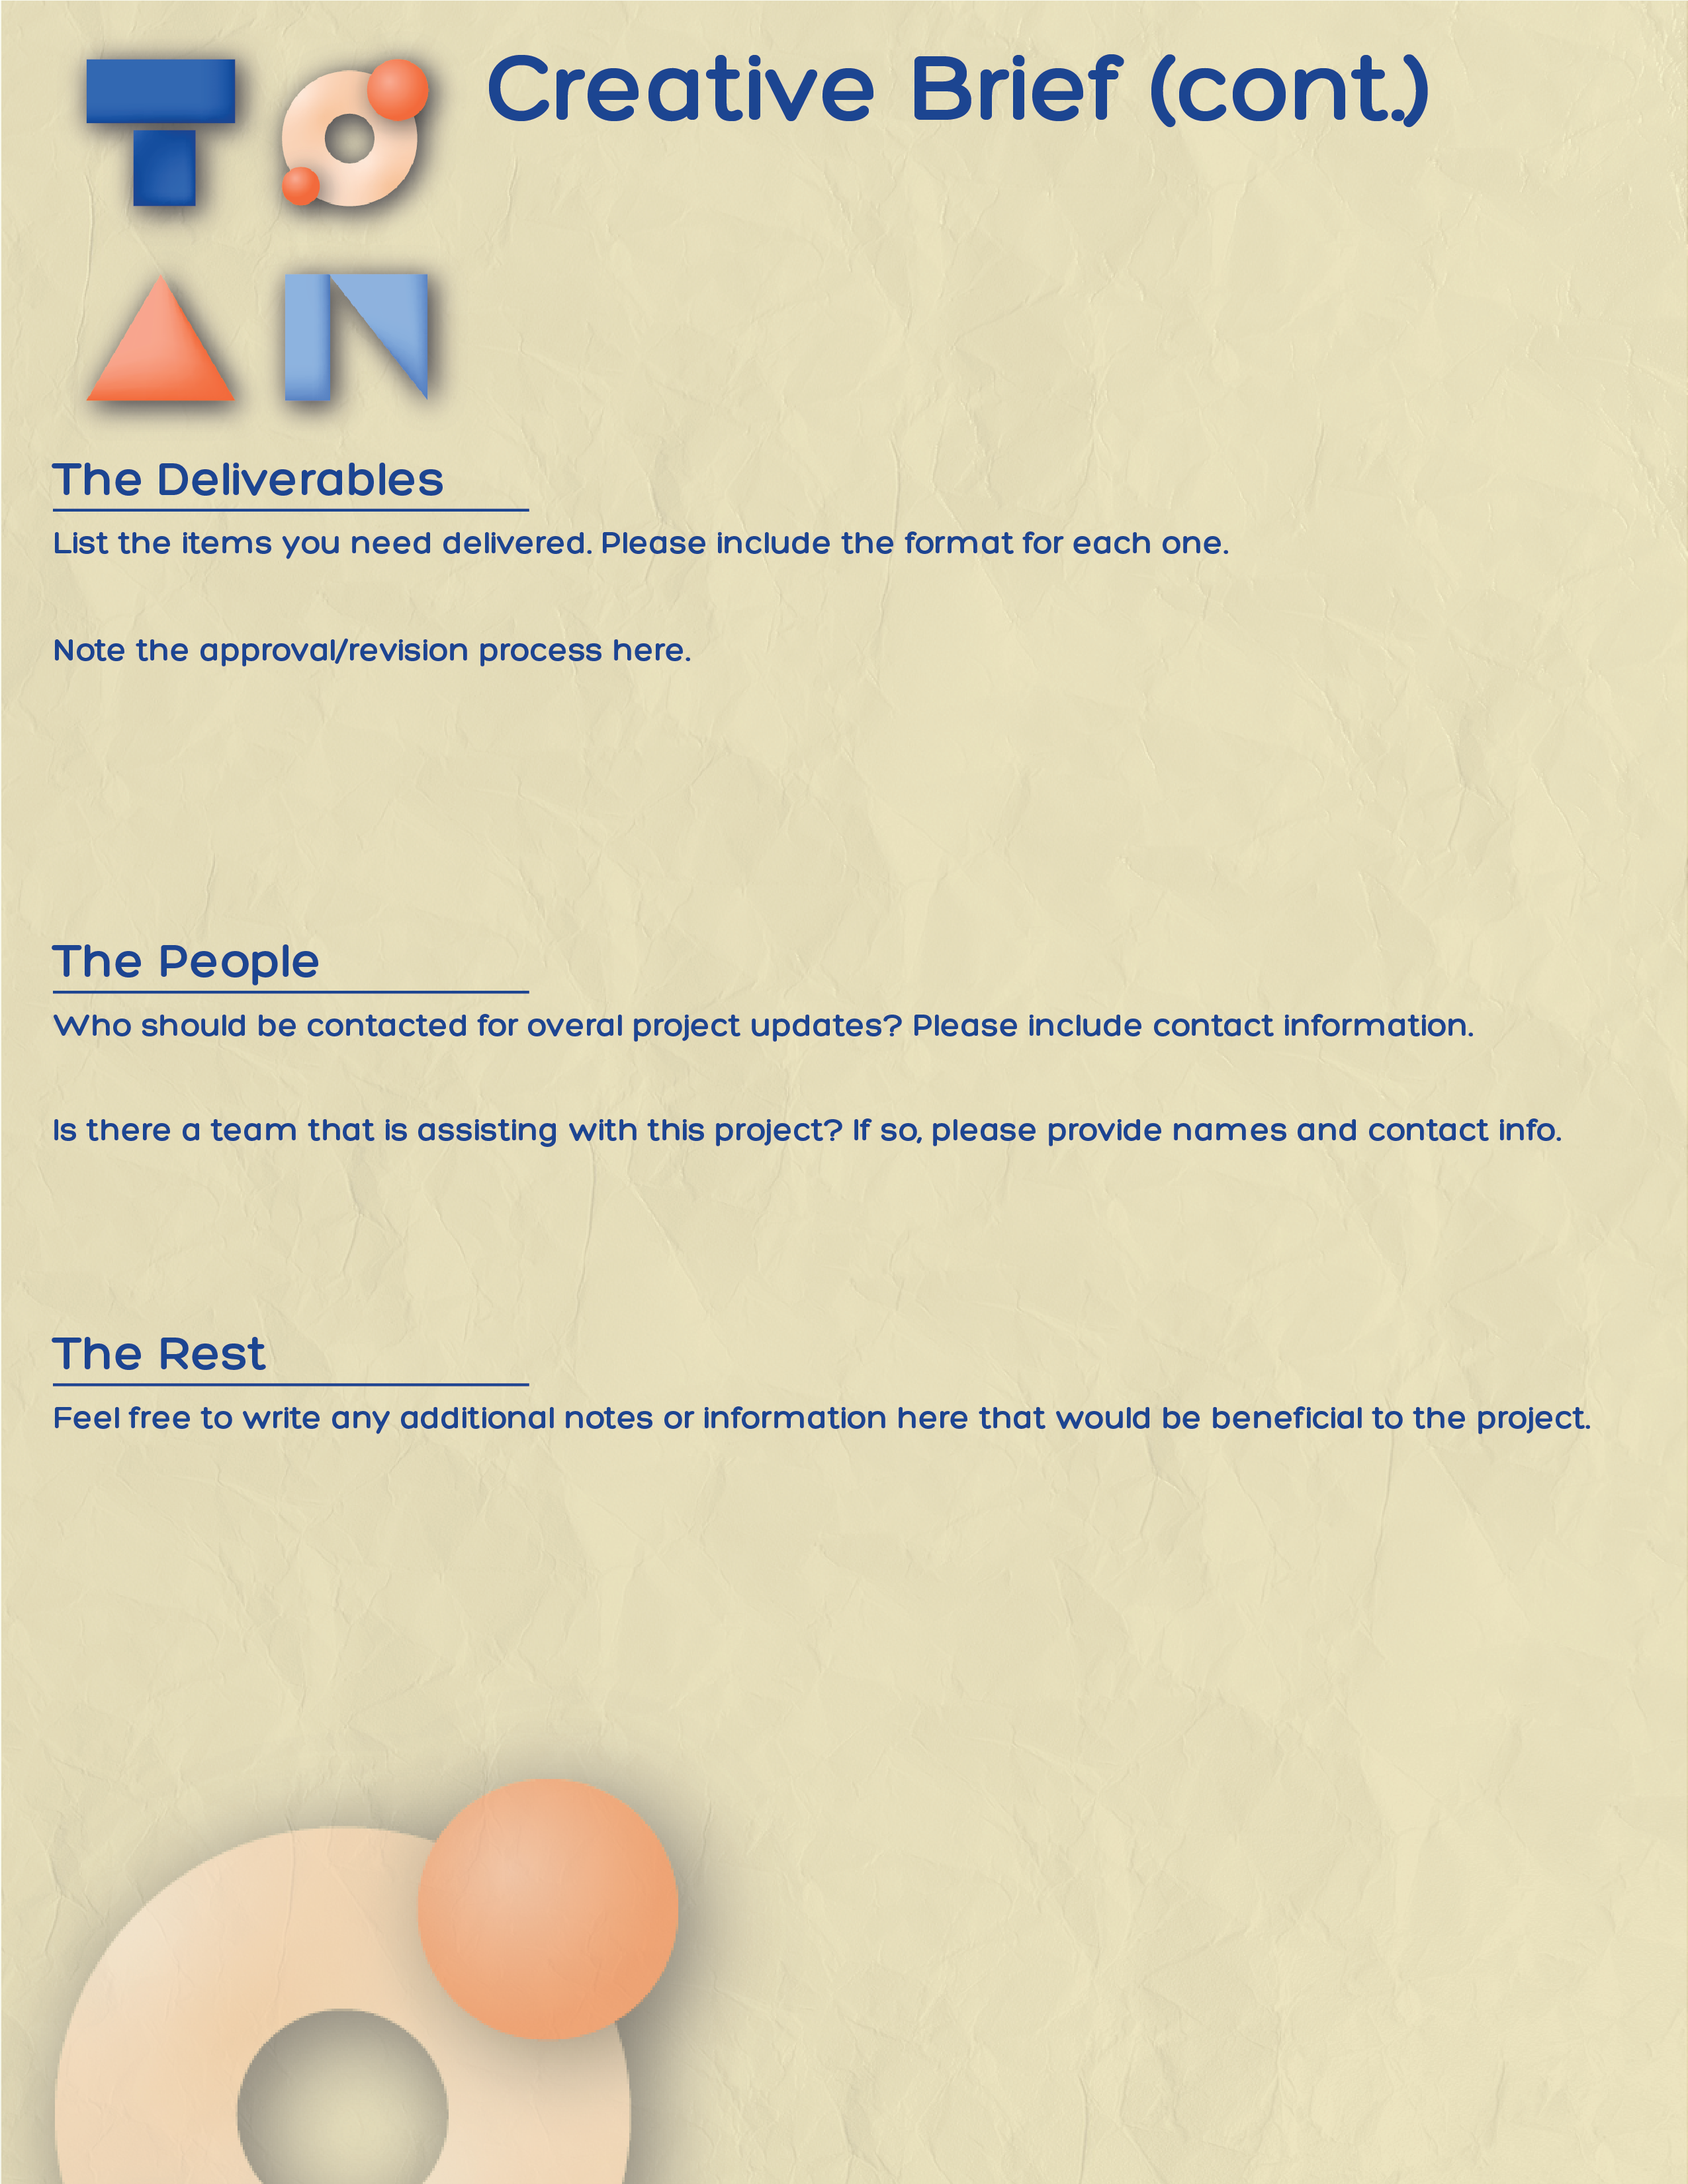 TO
AN
Creative Brief (cont.)
The Deliverables
List the items you need delivered. Please include the format for each one.
Note the approval/revision process here.
The People
Who should be contacted for overal project updates? Please include contact information.
Is there a team that is assisting with this project? If so, please provide names and contact info.
The Rest
Feel free to write any additional notes or information here that would be beneficial to the project.